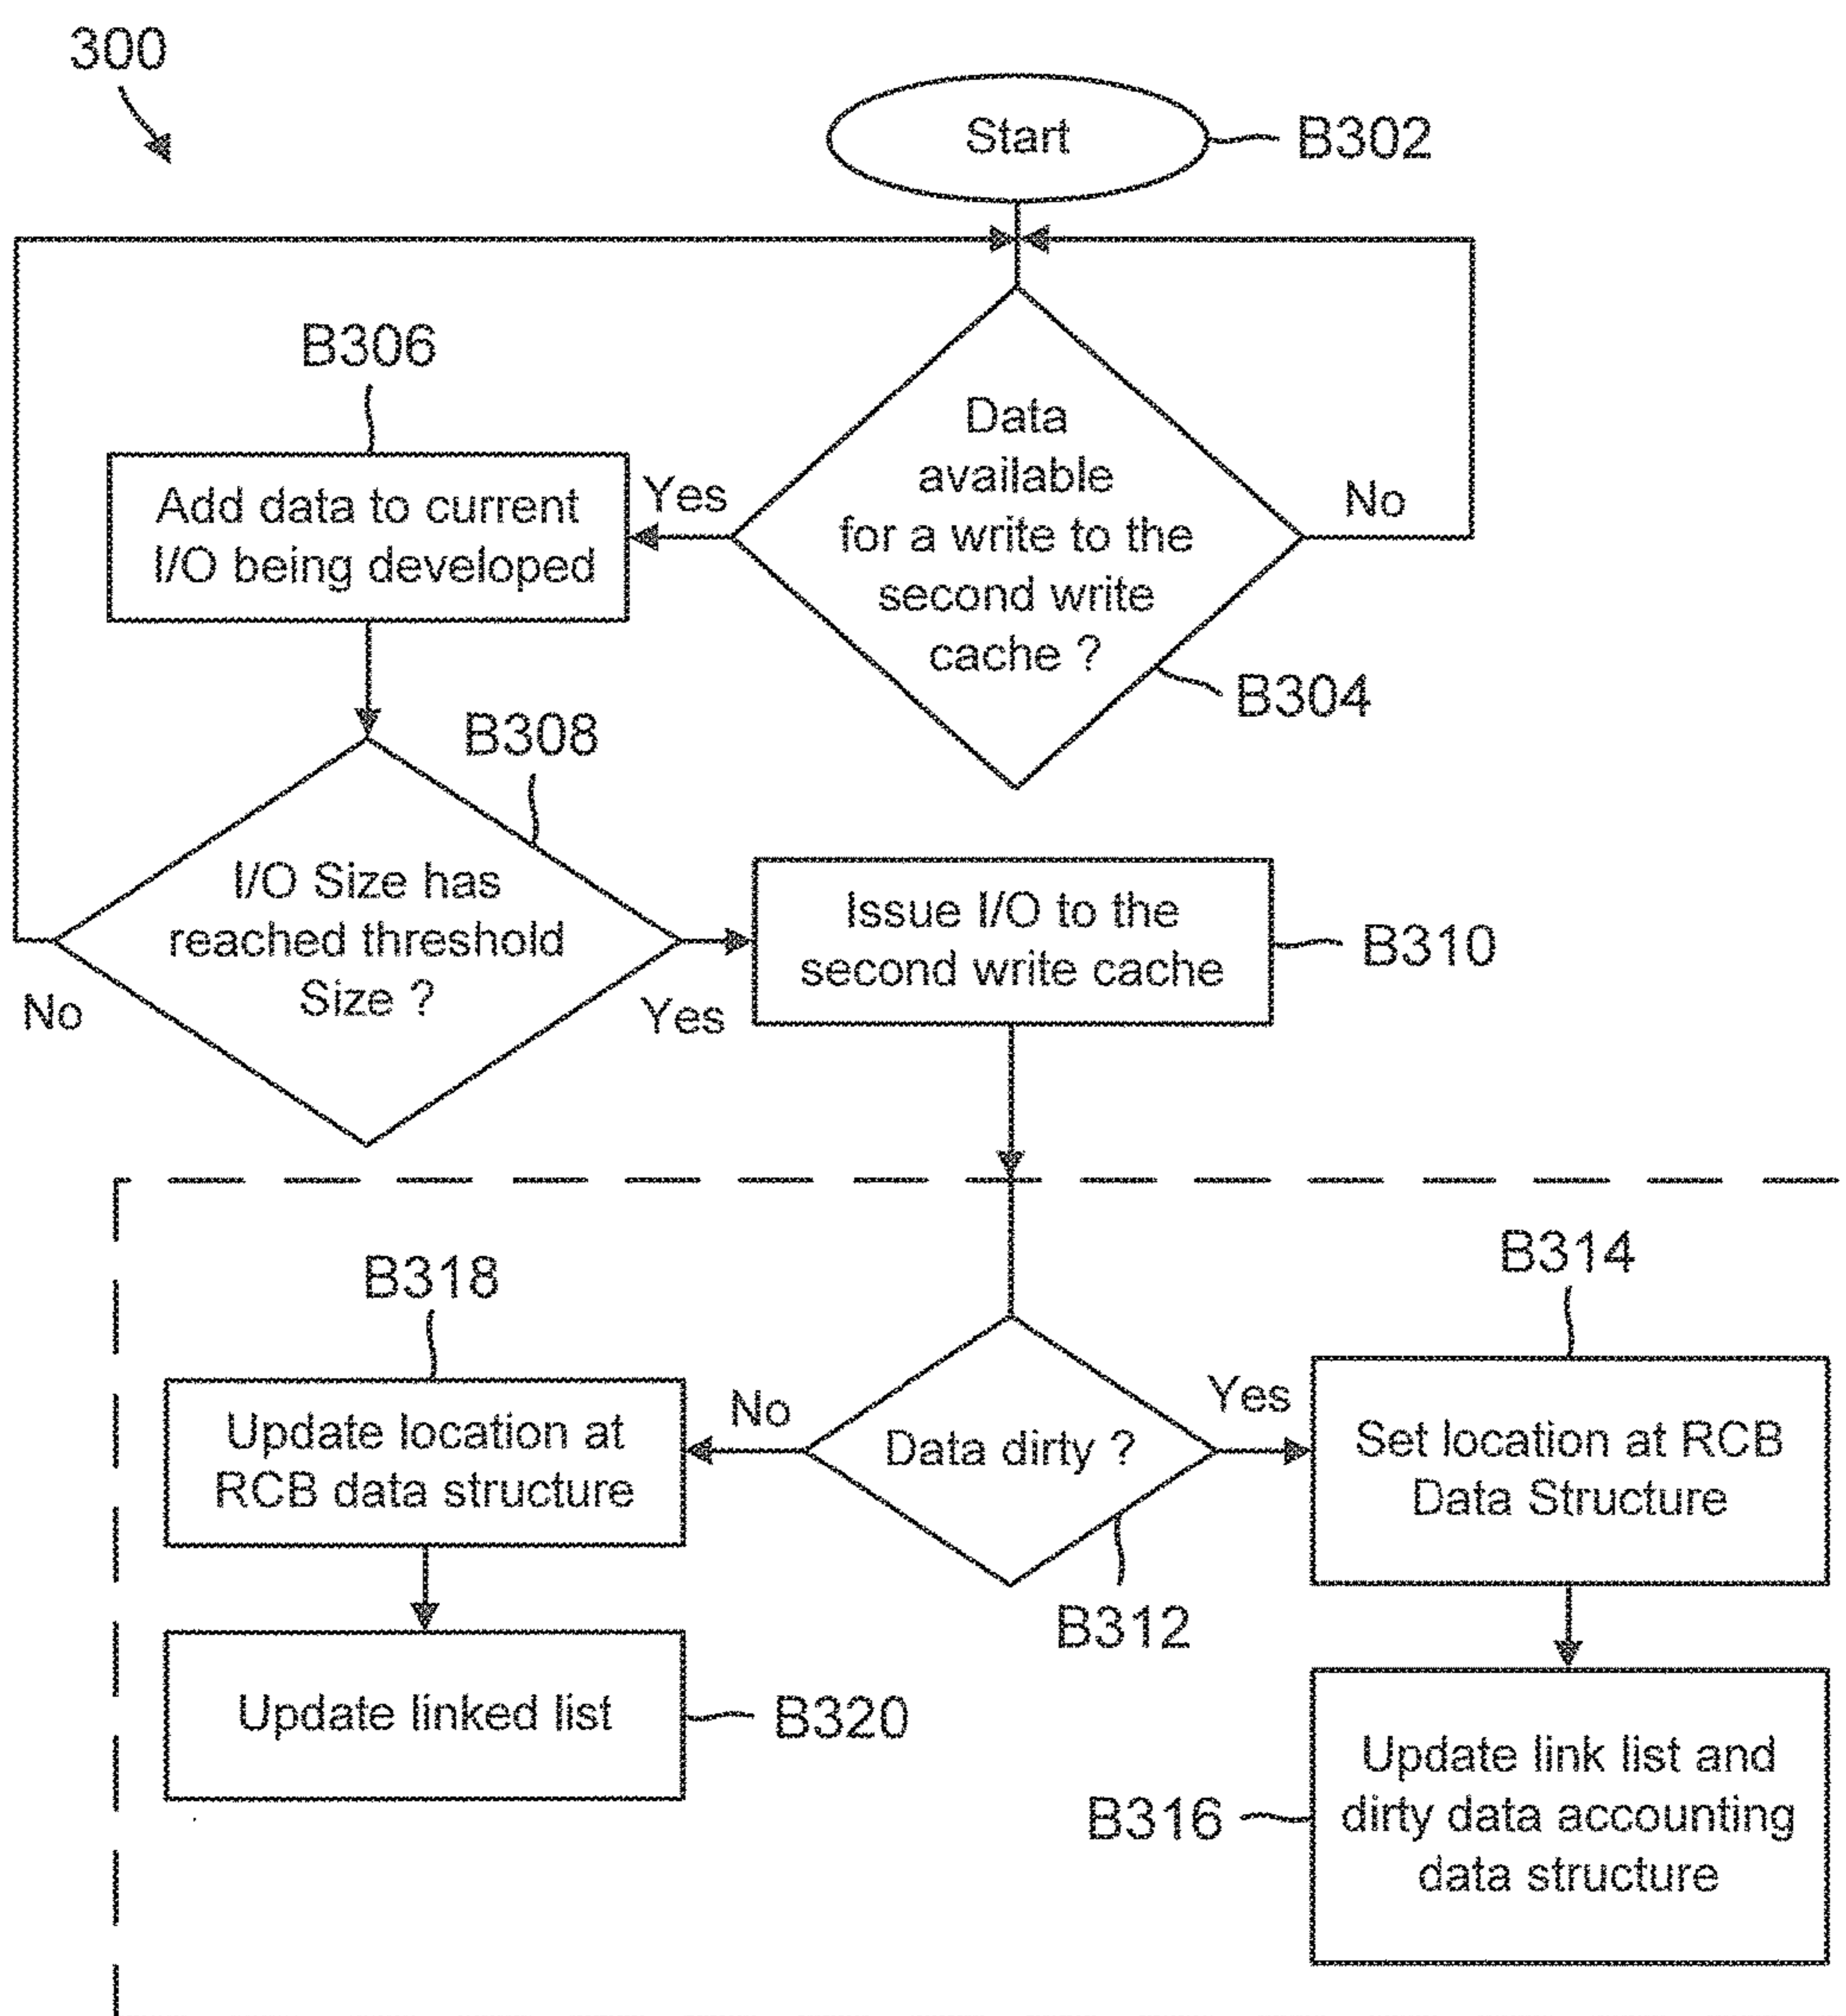 300
Start
B302
B306
Data
available
for a write to the
second write
cache ?
Yes
No
Add data to current
I/O being developed
B304
B308
I/O Size has
reached threshold
Size ?
No
Yes
Issue I/O to the
second write cache
B310
B318
B314
Update location at
RCB data structure
No
Data dirty ?
Yes
Set location at RCB
Data Structure
B312
Update linked list
B320
B316
Update link list and
dirty data accounting
data structure